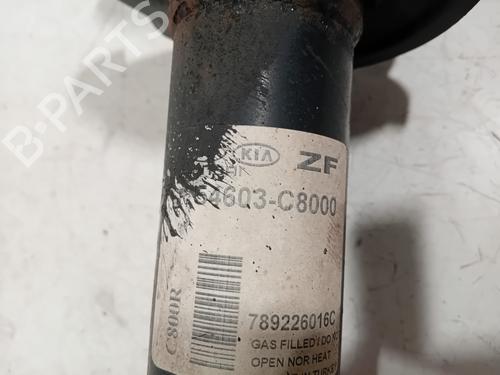 B-PARTS
KIA ZF
54603-C8000
C800R
789226016C
GAS FILLED / DO NOT
OPEN NOR HEAT